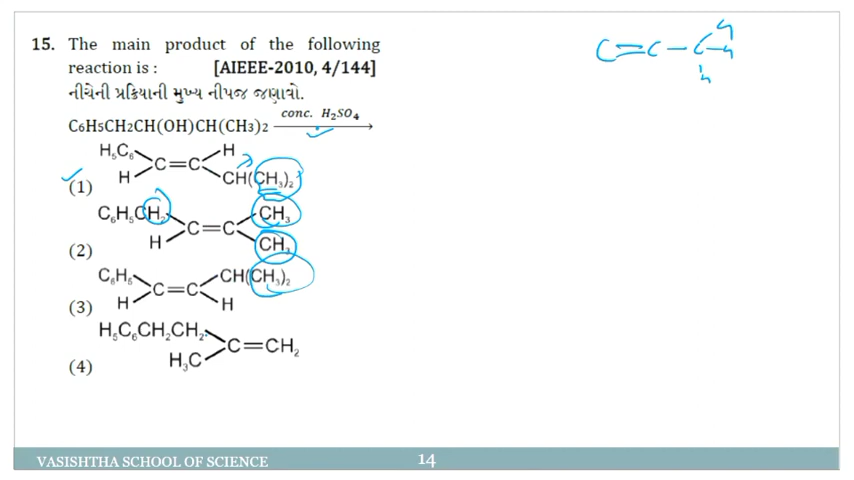 15. The main product of the following
reaction is : [AIEEE-2010, 4/144]
નીચેની પ્રક્રિયાની મુખ્ય નીપજ જણાવો.
C6H5CH2CH(OH)CH(CH3)2 conc. H₂SO₄
(1) H₅C₆ H C=C H CH(CH₃)₂
(2) C₆H₅CH₂ H C=C CH₃ CH₃
(3) C₆H₅ H C=C CH(CH₃)₂ H
(4) H₅C₆CH₂CH₂ H₃C C=CH₂
C=C-C H H H
VASISHTHA SCHOOL OF SCIENCE 14